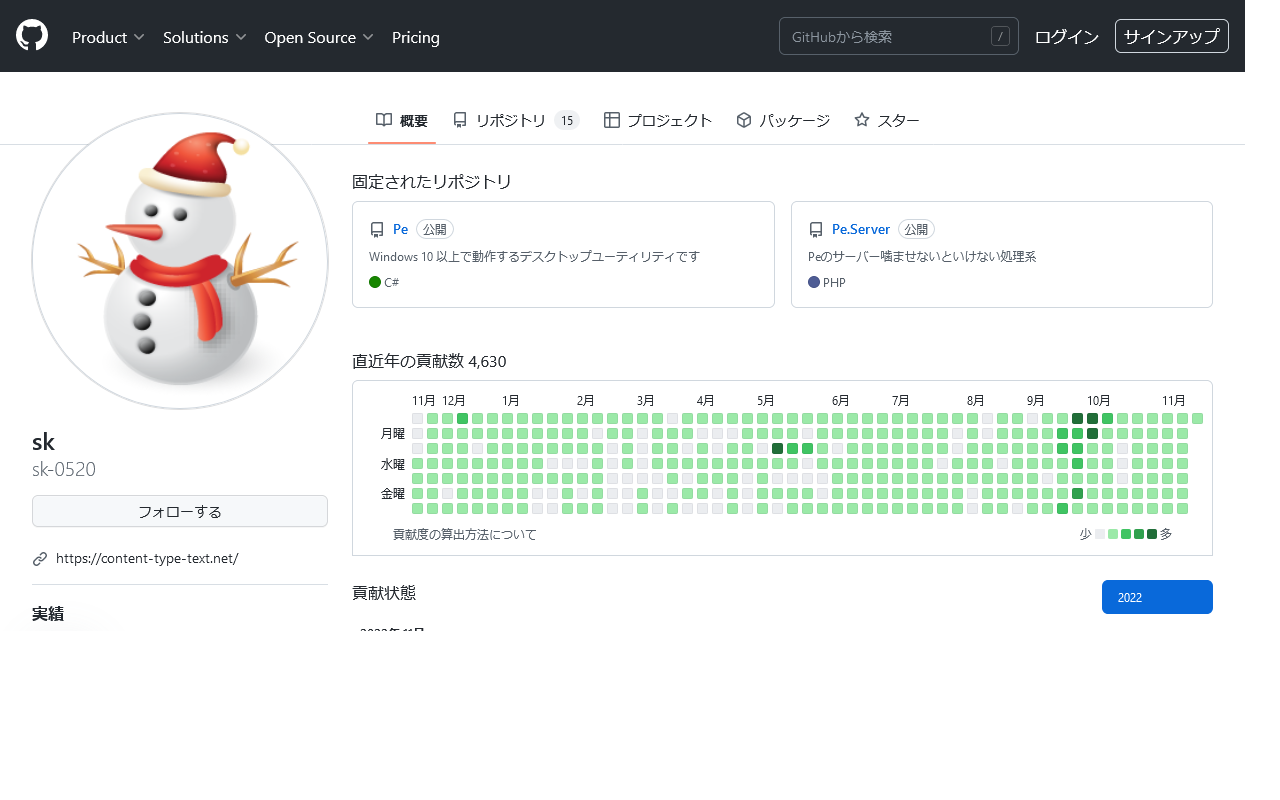 Product Solutions Open Source Pricing GitHubから検索 / ログイン サインアップ
概要 リポジトリ 15 プロジェクト パッケージ スター
固定されたリポジトリ
Pe 公開
Windows 10 以上で動作するデスクトップユーティリティです
C#
Pe.Server 公開
Peのサーバー噛ませないといけない処理系
PHP
直近年の貢献数 4,630
11月 12月 1月 2月 3月 4月 5月 6月 7月 8月 9月 10月 11月
月曜
水曜
金曜
貢献度の算出方法について 少 多
sk
sk-0520
フォローする
https://content-type-text.net/
実績
貢献状態
2022